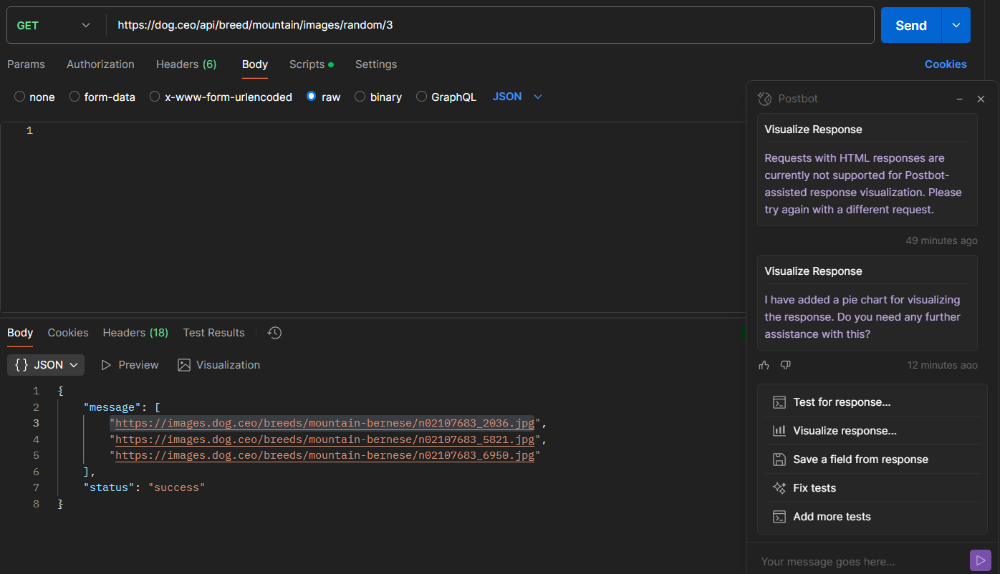 GET
https://dog.ceo/api/breed/mountain/images/random/3
Send
Params Authorization Headers (6) Body Scripts Settings
Cookies
none form-data x-www-form-urlencoded raw binary GraphQL JSON
1
Body Cookies Headers (18) Test Results
{} JSON Preview Visualization
1 {
2 "message": [
3 "https://images.dog.ceo/breeds/mountain-bernese/n02107683_2036.jpg",
4 "https://images.dog.ceo/breeds/mountain-bernese/n02107683_5821.jpg",
5 "https://images.dog.ceo/breeds/mountain-bernese/n02107683_6950.jpg"
6 ],
7 "status": "success"
8 }
Postbot
Visualize Response
Requests with HTML responses are
currently not supported for Postbot-
assisted response visualization. Please
try again with a different request.
49 minutes ago
Visualize Response
I have added a pie chart for visualizing
the response. Do you need any further
assistance with this?
12 minutes ago
Test for response...
Visualize response...
Save a field from response
Fix tests
Add more tests
Your message goes here...